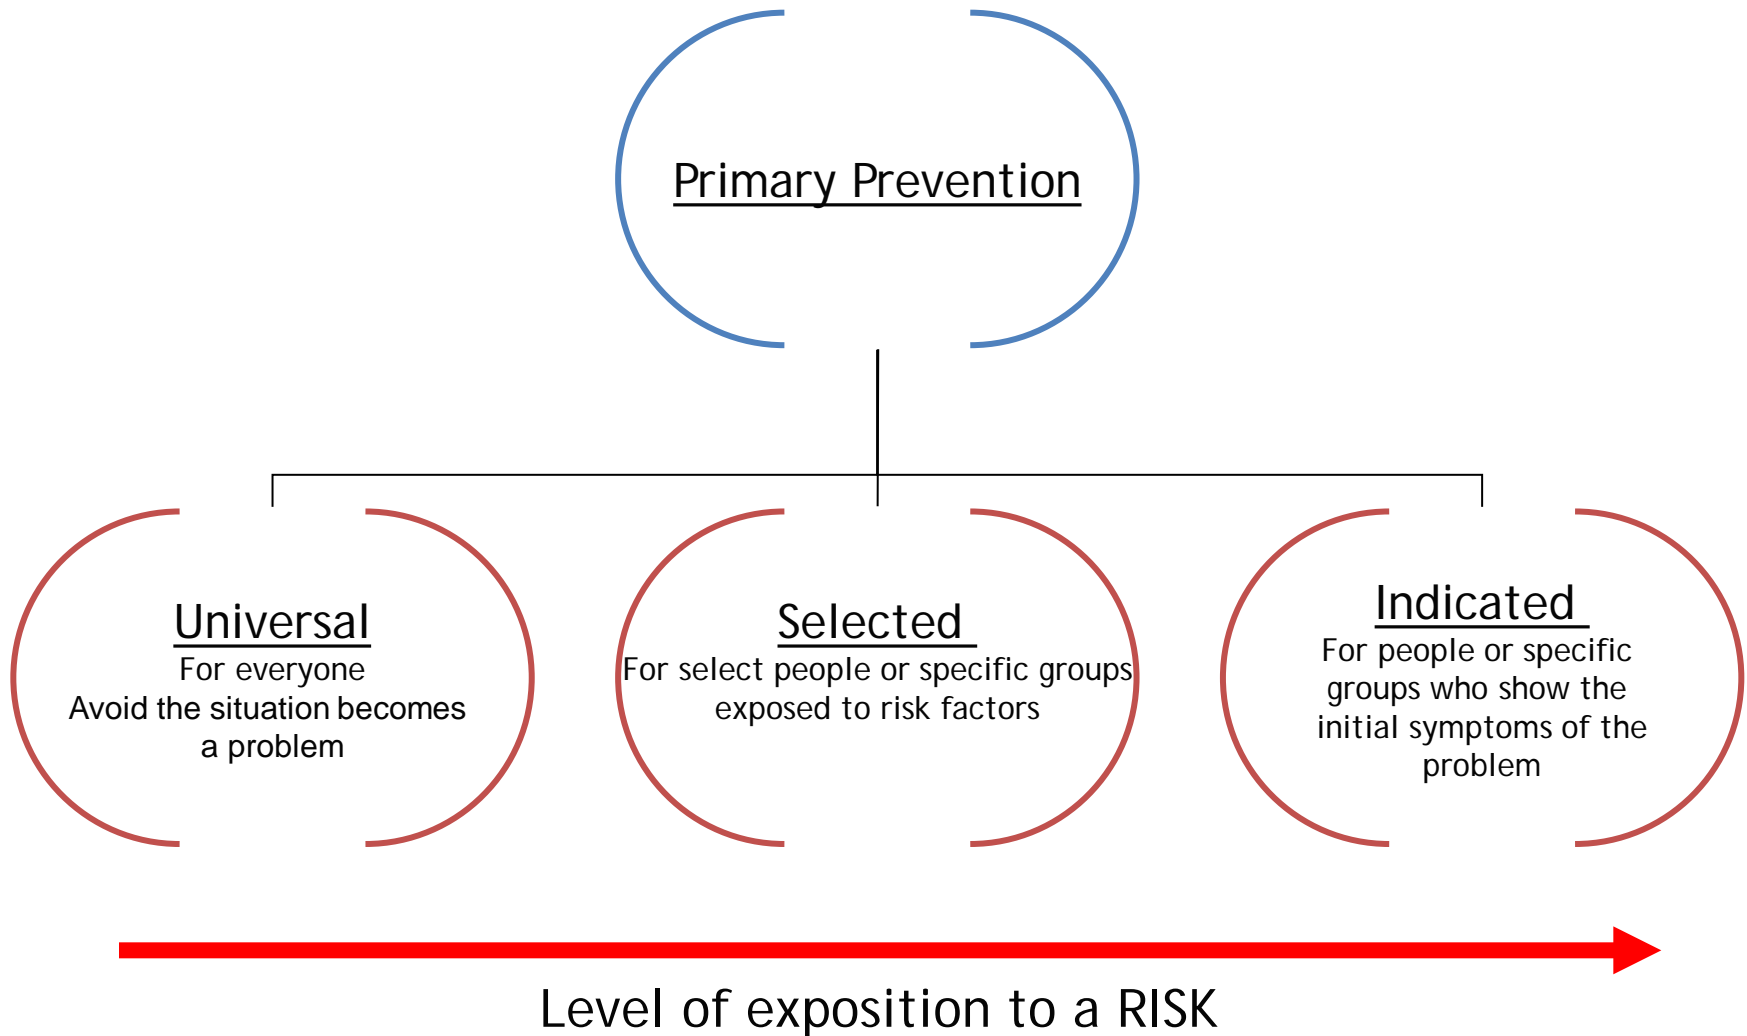 Primary Prevention
Universal
For everyone
Avoid the situation becomes
a problem
Selected
For select people or specific groups
exposed to risk factors
Indicated
For people or specific
groups who show the
initial symptoms of the
problem
Level of exposition to a RISK